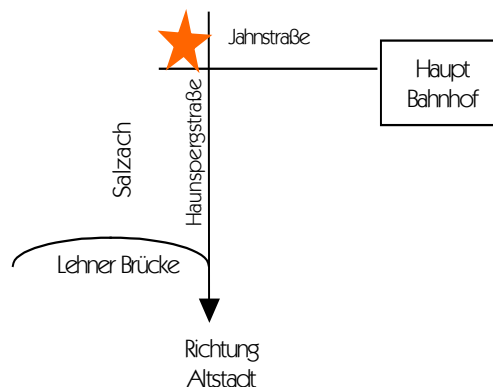 Jahnstraße
Haupt
Bahnhof
Haunspergstraße
Salzach
Lehner Brücke
Richtung
Altstadt